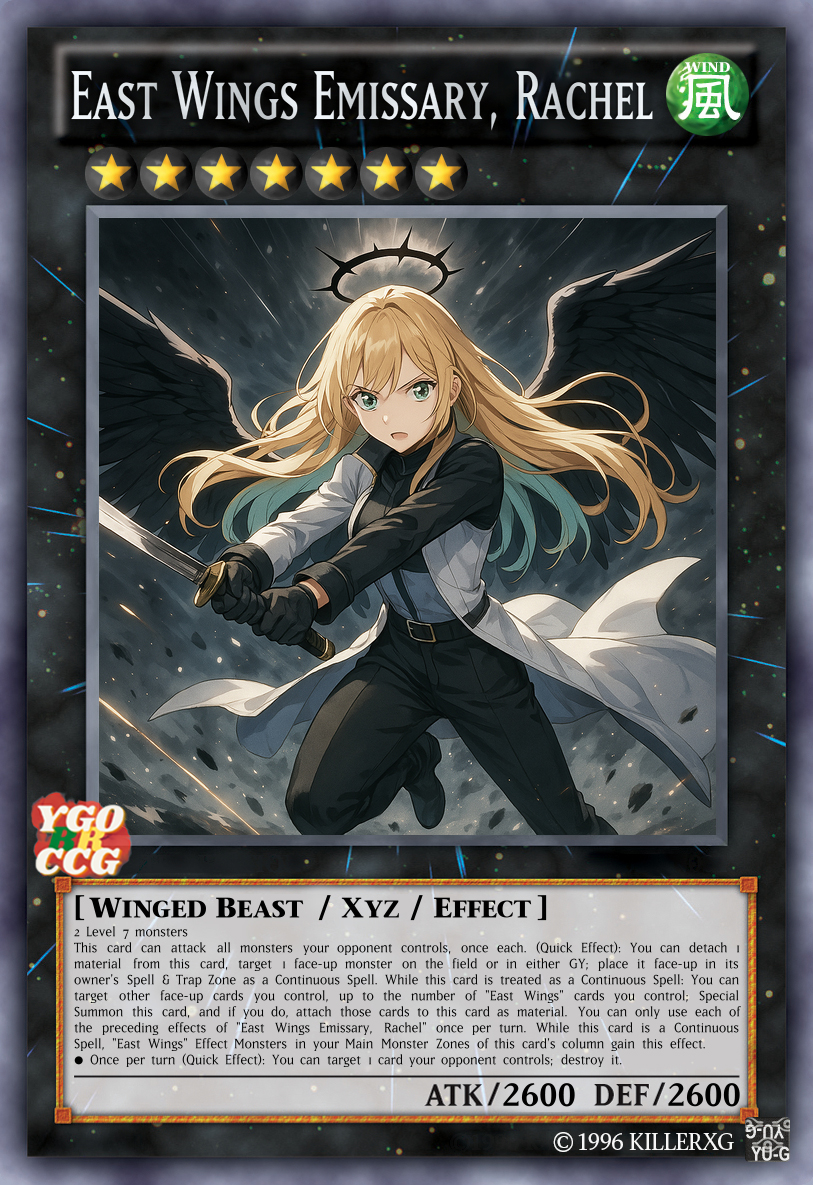 East Wings Emissary, Rachel
WIND
風
YGO
RR
CCG
[ Winged Beast / Xyz / Effect ]
2 Level 7 monsters
This card can attack all monsters your opponent controls, once each. (Quick Effect): You can detach 1
material from this card, target 1 face-up monster on the field or in either GY; place it face-up in its
owner's Spell & Trap Zone as a Continuous Spell. While this card is treated as a Continuous Spell: You can
target other face-up cards you control, up to the number of "East Wings" cards you control; Special
Summon this card, and if you do, attach those cards to this card as material. You can only use each of
the preceding effects of "East Wings Emissary, Rachel" once per turn. While this card is a Continuous
Spell, "East Wings" Effect Monsters in your Main Monster Zones of this card's column gain this effect.
● Once per turn (Quick Effect): You can target 1 card your opponent controls; destroy it.
ATK/2600 DEF/2600
© 1996 KILLERXG
YU-G
YU-G